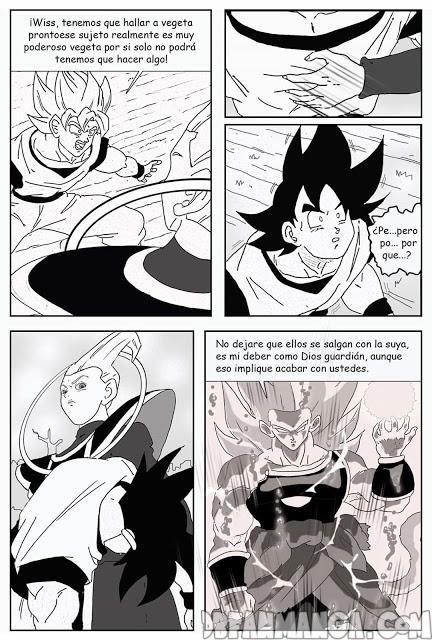 ¡Wiss, tenemos que hallar a vegeta
prontoese sujeto realmente es muy
poderoso vegeta por si solo no podrá
tenemos que hacer algo!
¿Pe...pero
po... por
que...?
No dejare que ellos se salgan con la suya,
es mi deber como Dios guardián, aunque
eso implique acabar con ustedes.
DBFANMANGA.COM